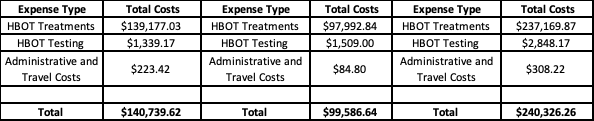 Expense Type Total Costs Expense Type Total Costs Expense Type Total Costs
HBOT Treatments $139,177.03 HBOT Treatments $97,992.84 HBOT Treatments $237,169.87
HBOT Testing $1,339.17 HBOT Testing $1,509.00 HBOT Testing $2,848.17
Administrative and Travel Costs $223.42 Administrative and Travel Costs $84.80 Administrative and Travel Costs $308.22
Total $140,739.62 Total $99,586.64 Total $240,326.26